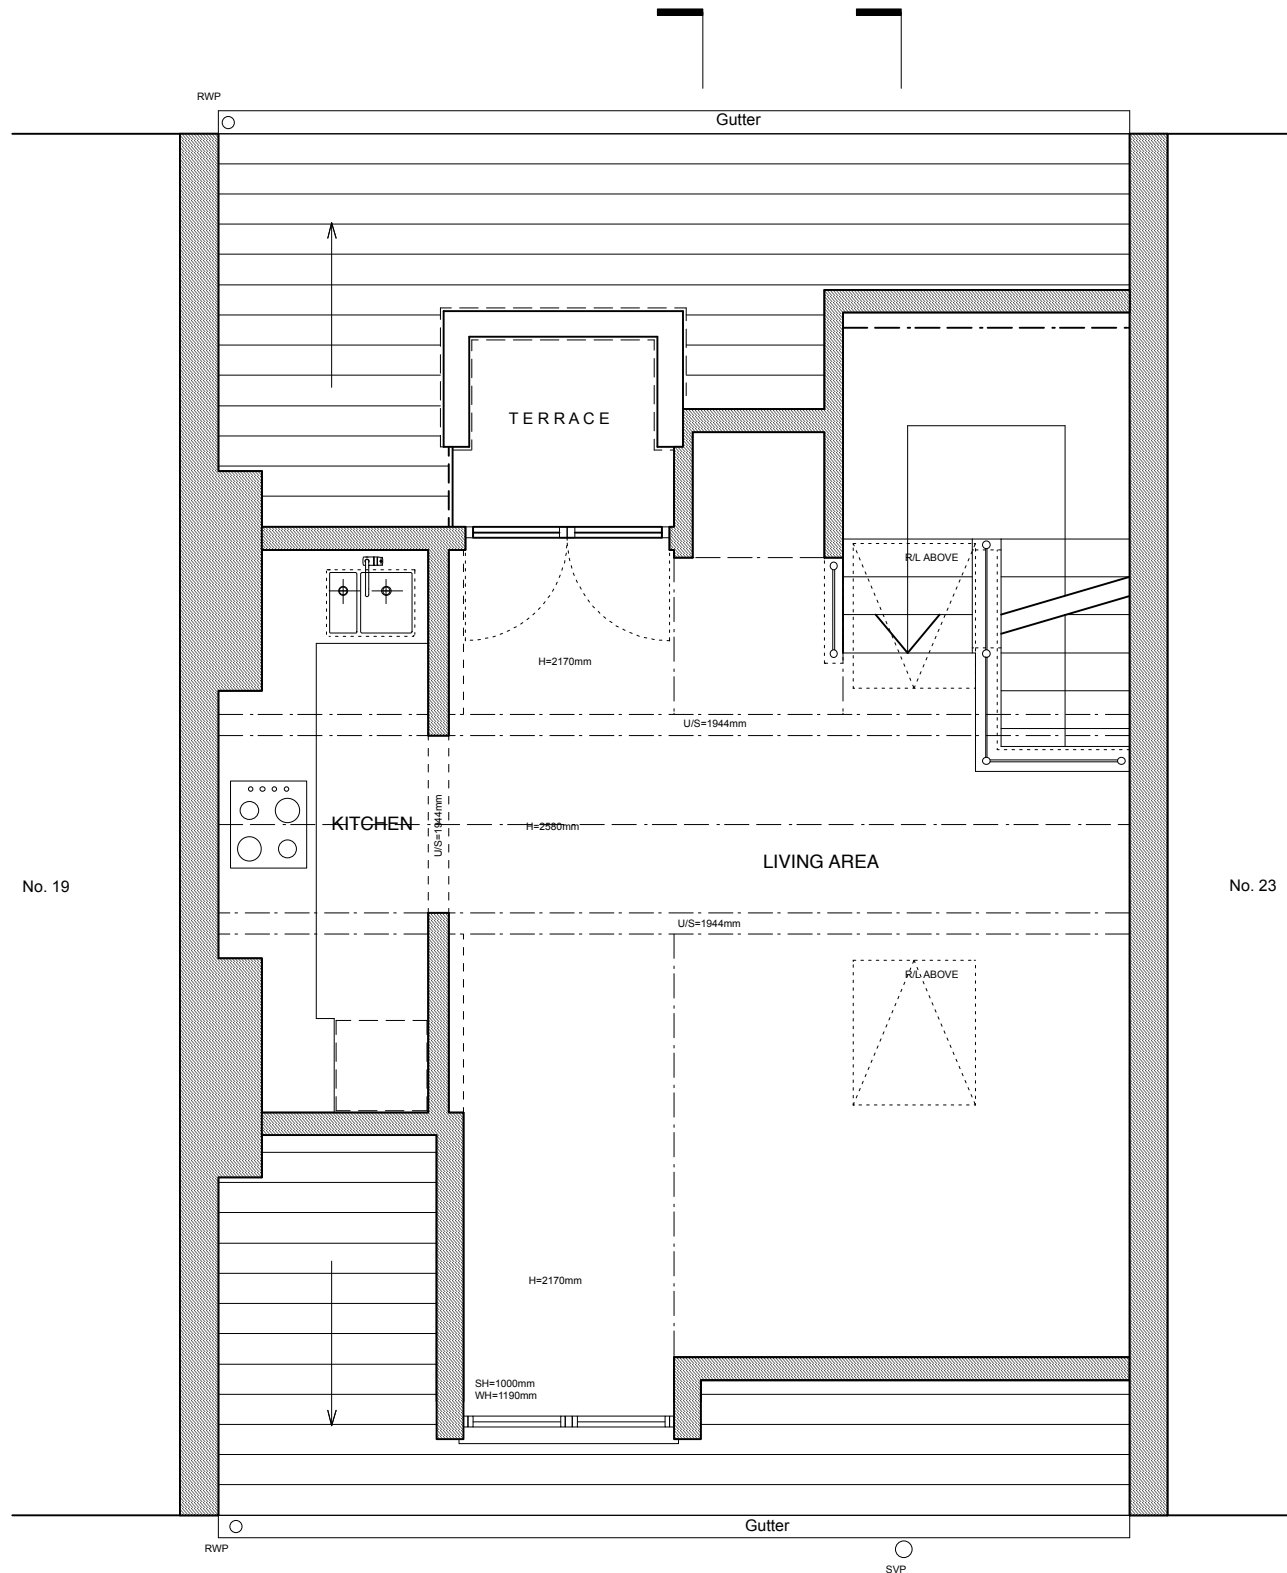 RWP
Gutter
TERRACE
R/L ABOVE
H=2170mm
U/S=1944mm
U/S=1944mm
KITCHEN
H=2580mm
LIVING AREA
No. 19
No. 23
U/S=1944mm
R/L ABOVE
H=2170mm
SH=1000mm
WH=1190mm
Gutter
RWP
SVP